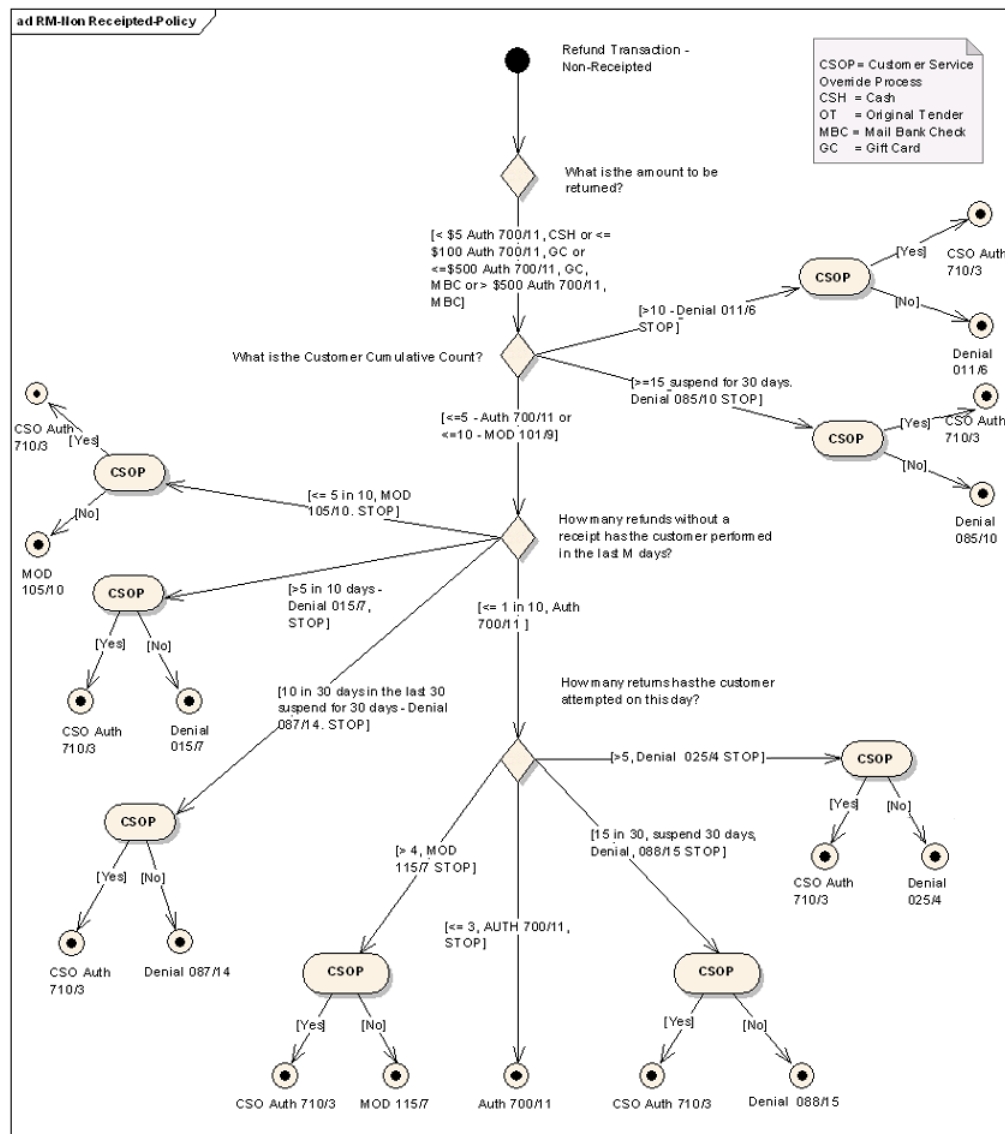 ad RM-Non Receipted-Policy
Refund Transaction -
Non-Receipted
CSOP = Customer Service
Override Process
CSH = Cash
OT = Original Tender
MBC = Mail Bank Check
GC = Gift Card
What is the amount to be
returned?
[< $5 Auth 700/11, CSH or <=
$100 Auth 700/11, GC or
<=$500 Auth 700/11, GC,
MBC or > $500 Auth 700/11,
MBC]
[>10 - Denial 011/6
STOP]
CSOP
[Yes]
CSO Auth
710/3
[No]
Denial
011/6
What is the Customer Cumulative Count?
[>=15 suspend for 30 days.
Denial 085/10 STOP]
CSOP
[Yes]
CSO Auth
710/3
[No]
Denial
085/10
[<=5 - Auth 700/11 or
<=10 - MOD 101/9]
CSO Auth
710/3
[Yes]
CSOP
[No]
MOD
105/10
[<= 5 in 10, MOD
105/10. STOP]
How many refunds without a
receipt has the customer performed
in the last M days?
[>5 in 10 days -
Denial 015/7,
STOP]
CSOP
[Yes]
[No]
CSO Auth
710/3
Denial
015/7
[<= 1 in 10, Auth
700/11 ]
[10 in 30 days in the last 30
suspend for 30 days - Denial
087/14. STOP]
CSOP
[Yes]
[No]
CSO Auth
710/3
Denial 087/14
How many returns has the customer
attempted on this day?
[>5, Denial 025/4 STOP]
CSOP
[Yes]
[No]
CSO Auth
710/3
Denial
025/4
[> 4, MOD
115/7 STOP]
[15 in 30, suspend 30 days,
Denial, 088/15 STOP]
[<= 3, AUTH 700/11,
STOP]
CSOP
[Yes]
[No]
CSO Auth 710/3
MOD 115/7
Auth 700/11
CSOP
[Yes]
[No]
CSO Auth 710/3
Denial 088/15